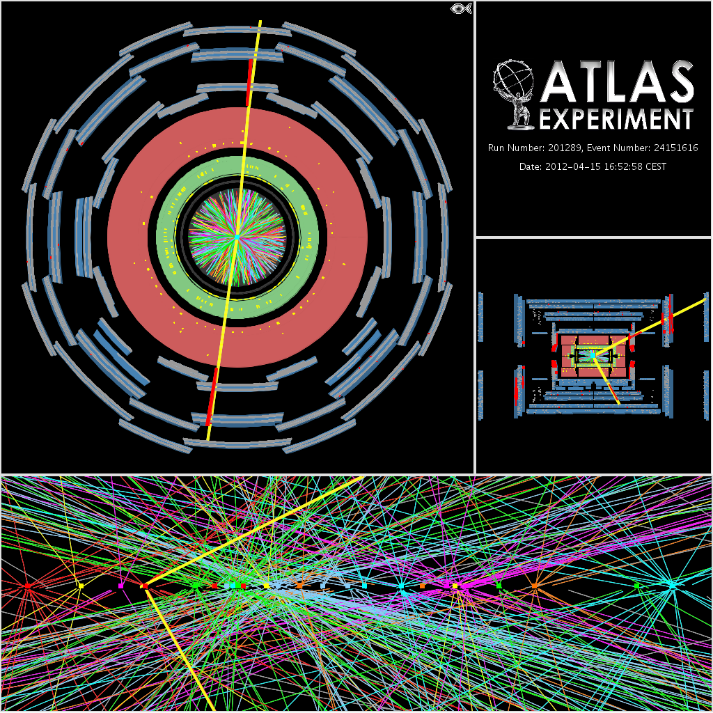 ATLAS
EXPERIMENT
Run Number: 201289, Event Number: 24151616
Date: 2012-04-15 16:52:58 CEST